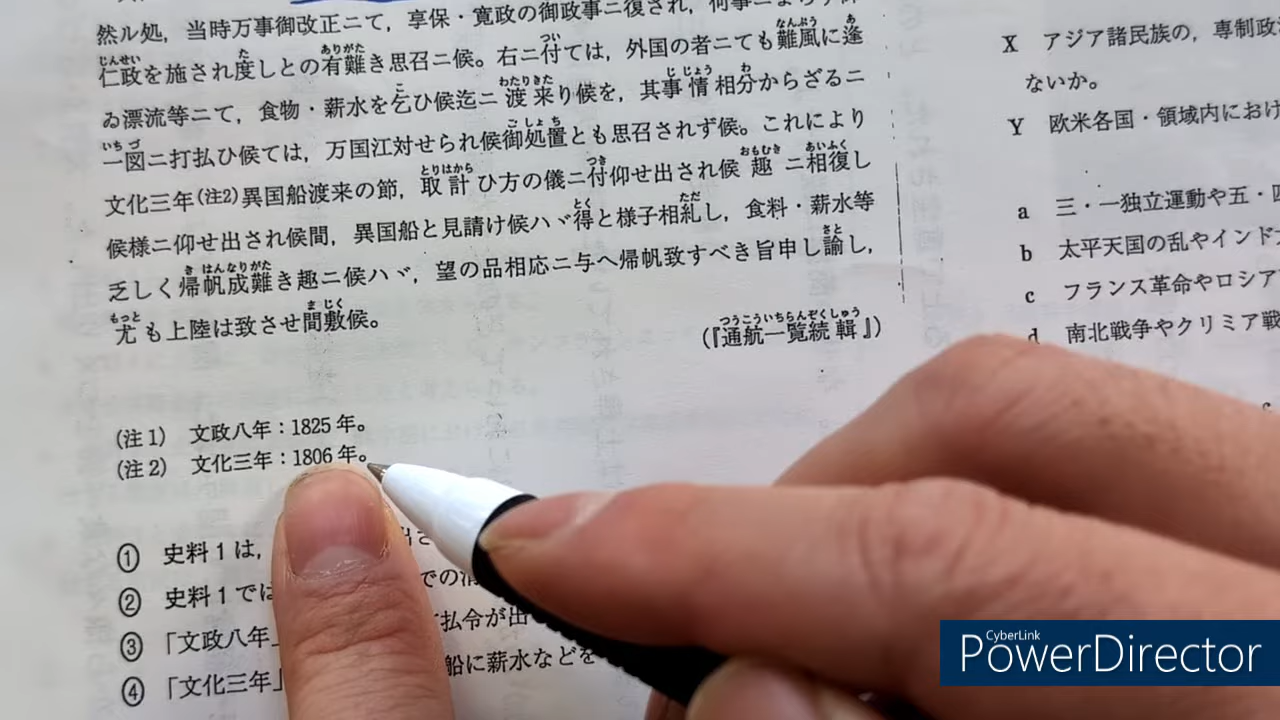 然ル処，当時万事御改正ニて，享保・寛政の御政事ニ復され，何事ニ
仁政を施され度しとの有難き思召ニ候。右ニ付ては，外国の者ニても難風に逢
ゐ漂流等ニて，食物・薪水を乞ひ候迄ニ渡来り候を，其事情相分からざるニ
一図ニ打払ひ候ては，万国江対せられ候御処置とも思召されず候。これにより
文化三年(注2)異国船渡来の節，取計ひ方の儀ニ付仰せ出され候趣ニ相復し
候様ニ仰せ出され候間，異国船と見請け候ハヾ得と様子相糺し，食料・薪水等
乏しく帰帆成難き趣ニ候ハヾ，望の品相応ニ与へ帰帆致すべき旨申し諭し，
尤も上陸は致させ間敷候。
(『通航一覧続輯』)
(注1) 文政八年：1825年。
(注2) 文化三年：1806年。
① 史料1は，
② 史料1では
③ 「文政八年」 払令が出
④ 「文化三年」 船に薪水などを
X アジア諸民族の，専制政
ないか。
Y 欧米各国・領域内におけ
a 三・一独立運動や五・四
b 太平天国の乱やインド
c フランス革命やロシア
d 南北戦争やクリミア戦
CyberLink
PowerDirector